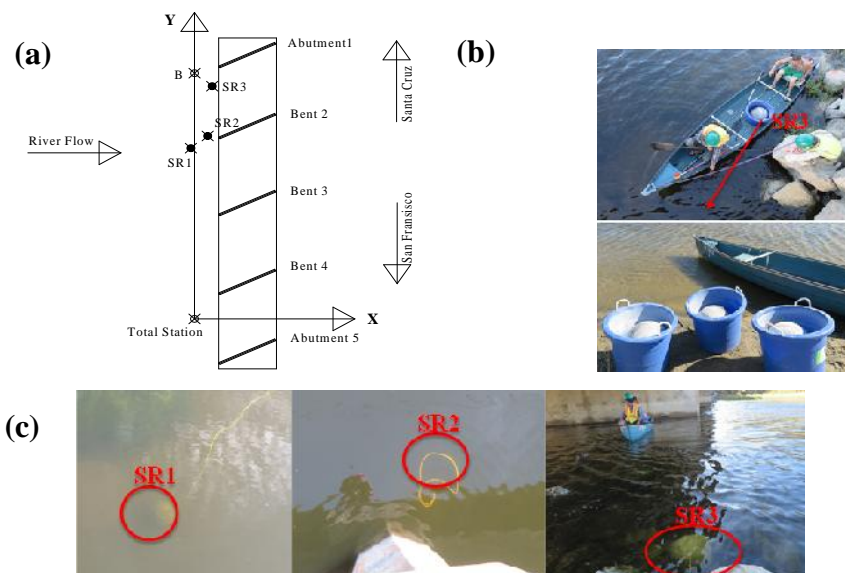 (a)
Y
Abutment1
B
SR3
SR2
Bent 2
River Flow
SR1
Bent 3
Bent 4
Total Station
X
Abutment 5
Santa Cruz
San Fransisco
(b)
SR3
(c)
SR1
SR2
SR3